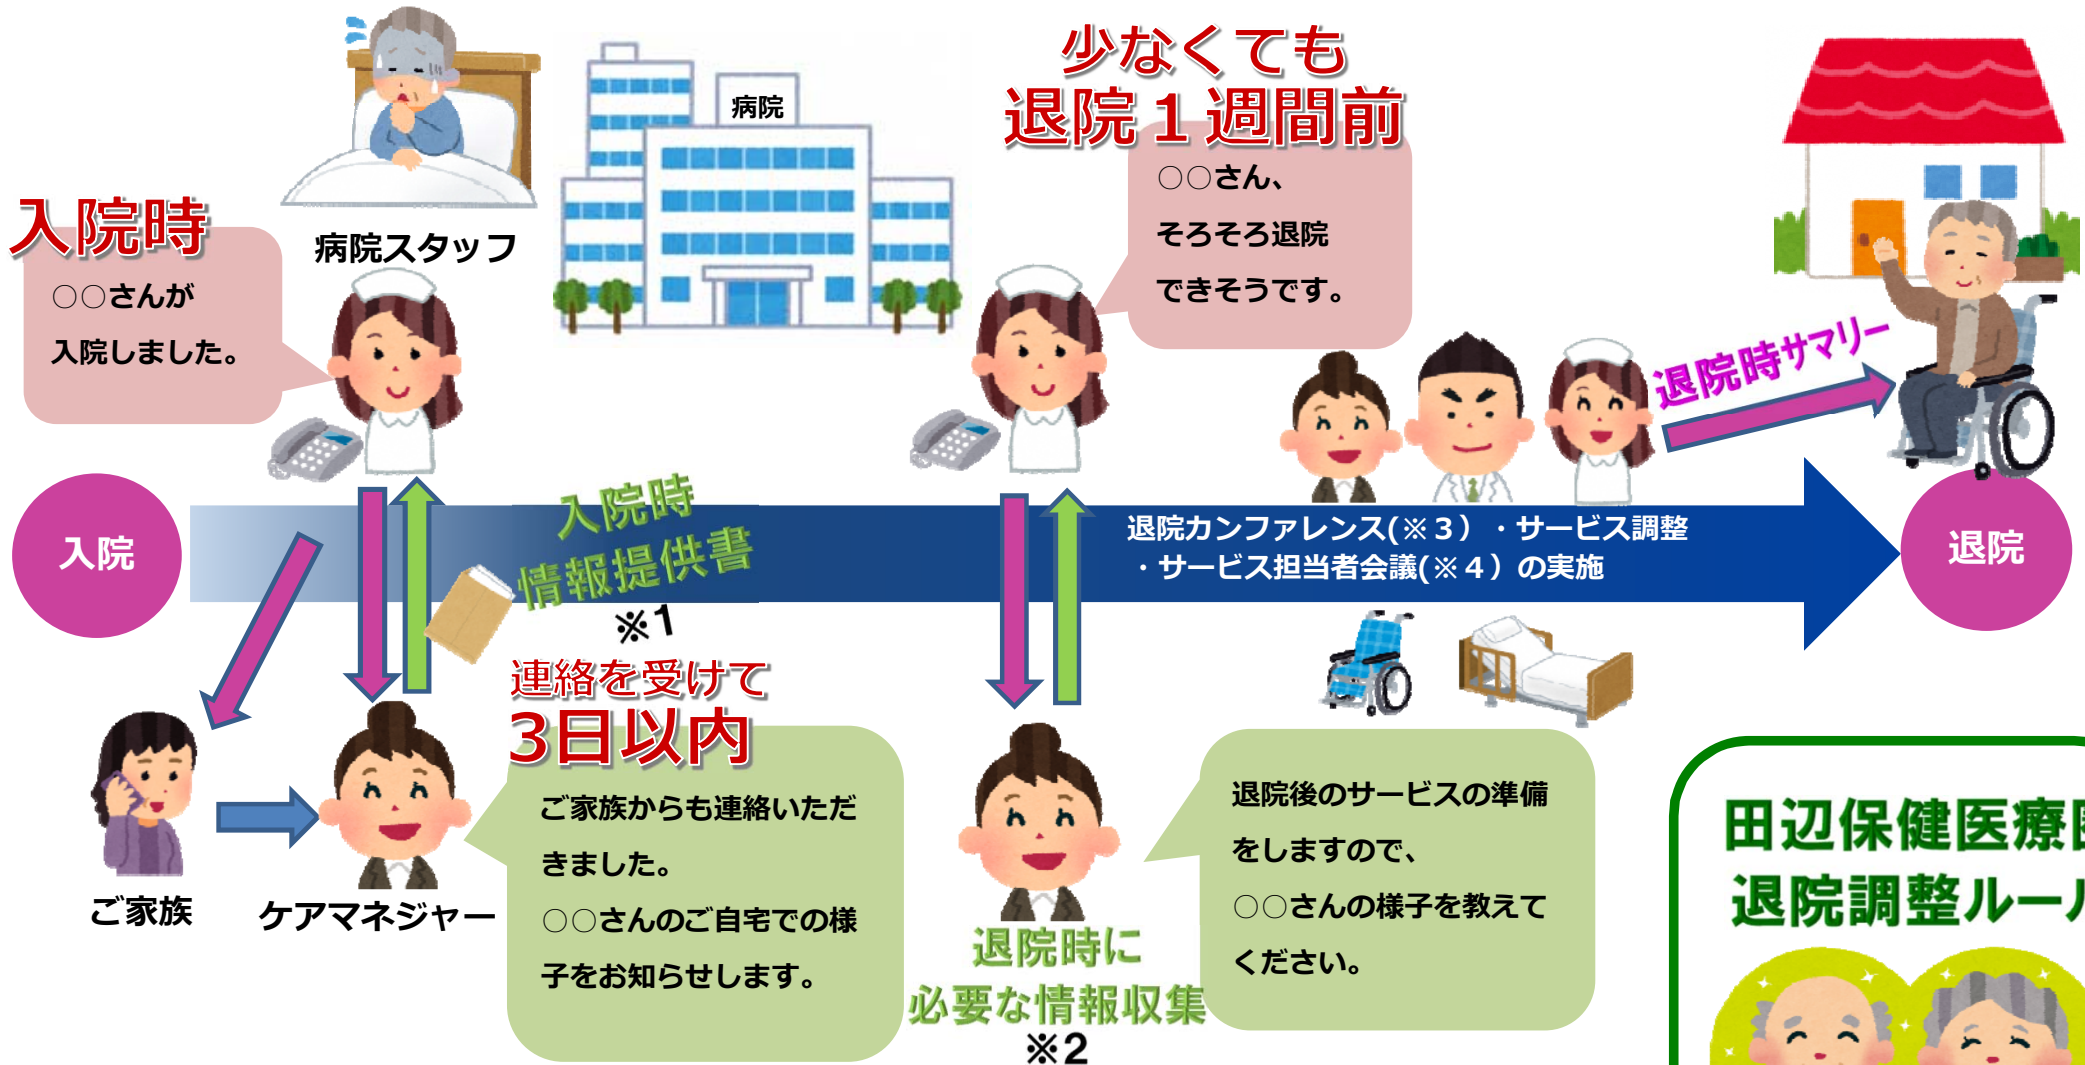 病院
少なくても
退院１週間前
○○さん、
そろそろ退院
できそうです。
入院時
○○さんが
入院しました。
病院スタッフ
退院時サマリー
入院
入院時
情報提供書
※1
退院カンファレンス(※３）・サービス調整
・サービス担当者会議(※４）の実施
退院
連絡を受けて
3日以内
ご家族からも連絡いただ
きました。
○○さんのご自宅での様
子をお知らせします。
ご家族
ケアマネジャー
退院後のサービスの準備
をしますので、
○○さんの様子を教えて
ください。
退院時に
必要な情報収集
※2
田辺保健医療
退院調整ルー